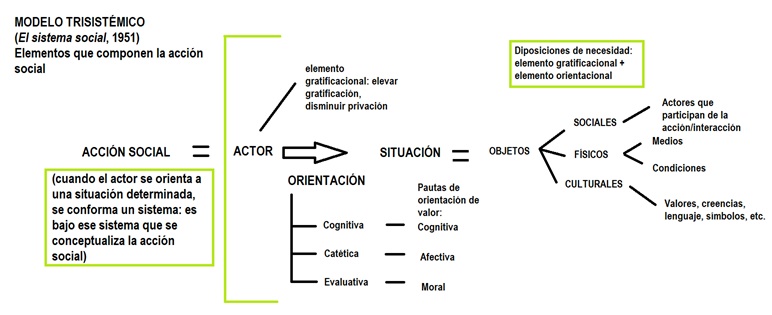 MODELO TRISISTÉMICO
(El sistema social, 1951)
Elementos que componen la acción
social
elemento
gratificacional: elevar
gratificación,
disminuir privación
Diposiciones de necesidad:
elemento gratificacional +
elemento orientacional
ACCIÓN SOCIAL = ACTOR
SITUACIÓN = OBJETOS
SOCIALES
Actores que
participan de la
acción/interacción
FÍSICOS
Medios
Condiciones
CULTURALES
Valores, creencias,
lenguaje, símbolos, etc.
(cuando el actor se orienta a
una situación determinada,
se conforma un sistema: es
bajo ese sistema que se
conceptualiza la acción
social)
ORIENTACIÓN
Pautas de
orientación de
valor:
Cognitiva
Cognitiva
Catética
Afectiva
Evaluativa
Moral